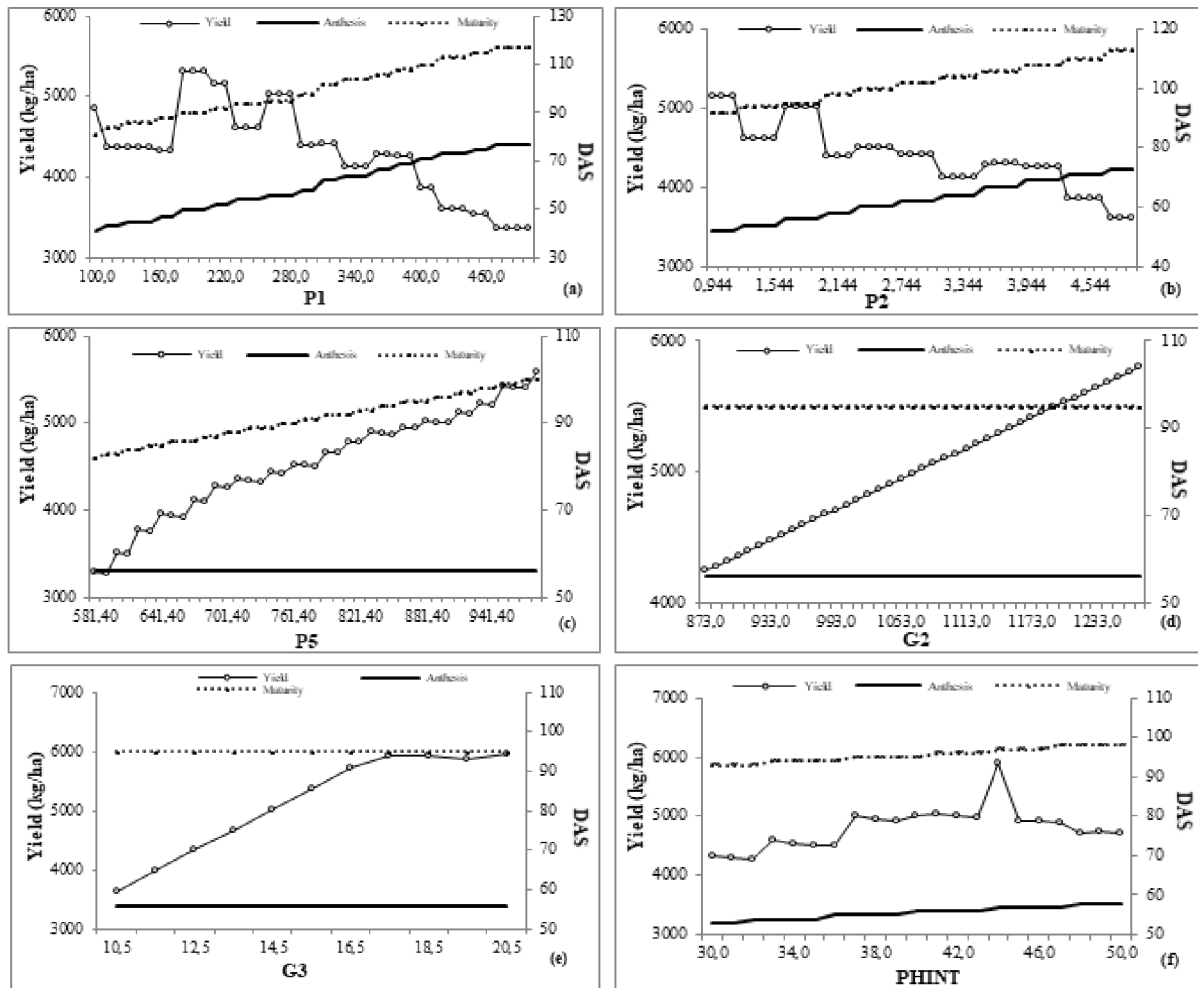 Yield Anthesis Maturity
6000
5000
4000
3000
Yield (kg/ha)
130
110
90
70
50
30
DAS
100,0 160,0 220,0 280,0 340,0 400,0 460,0
P1
(a)
Yield Anthesis Maturity
6000
5000
4000
3000
Yield (kg/ha)
120
100
80
60
40
DAS
0,944 1,544 2,144 2,744 3,344 3,944 4,544
P2
(b)
Yield Anthesis Maturity
6000
5000
4000
3000
Yield (kg/ha)
110
90
70
50
DAS
581,40 641,40 701,40 761,40 821,40 881,40 941,40
P5
(c)
Yield Anthesis Maturity
6000
5000
4000
Yield (kg/ha)
110
90
70
50
DAS
873,0 933,0 993,0 1053,0 1113,0 1173,0 1233,0
G2
(d)
Yield Anthesis
Maturity
7000
6000
5000
4000
3000
Yield (kg/ha)
110
100
90
80
70
60
50
DAS
10,5 12,5 14,5 16,5 18,5 20,5
G3
(e)
Yield Anthesis Maturity
7000
6000
5000
4000
3000
Yield (kg/ha)
110
100
90
80
70
60
50
DAS
30,0 34,0 38,0 42,0 46,0 50,0
PHINT
(f)